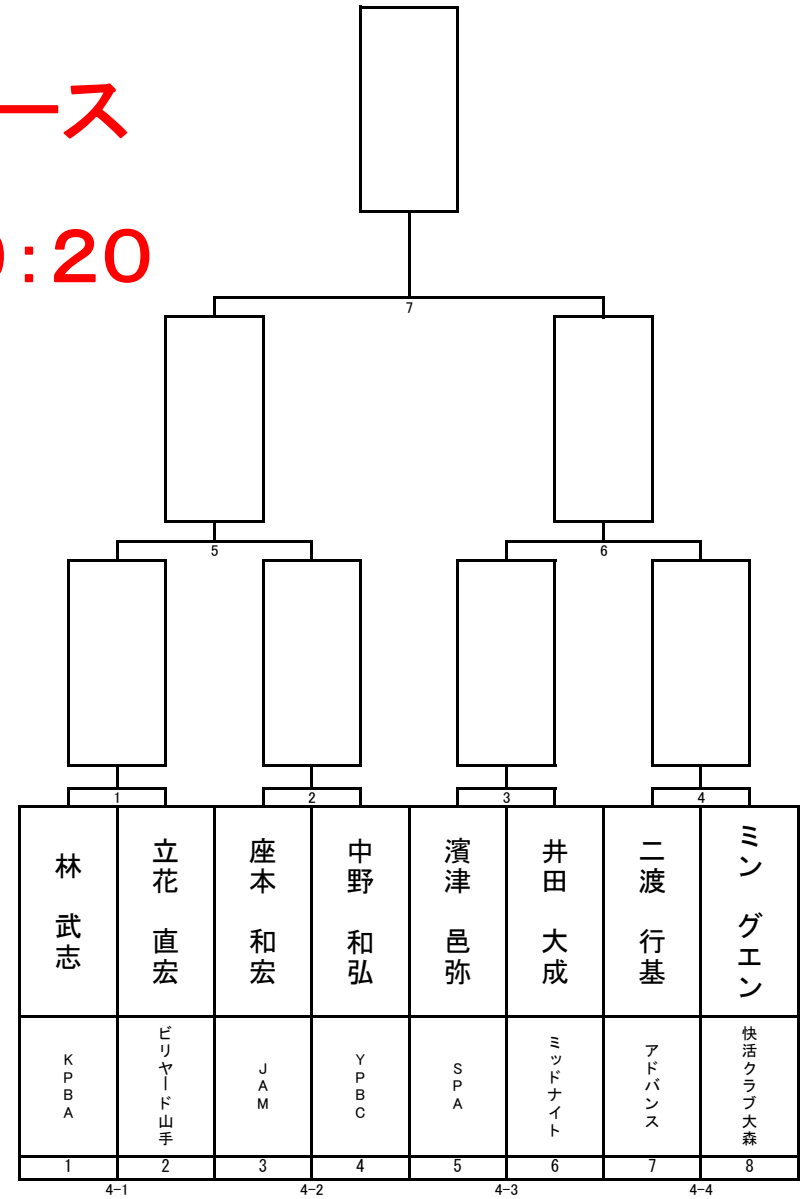 ース
:20
7
5
6
1
2
3
4
林 武志
立花 直宏
座本 和宏
中野 和弘
濱津 邑弥
井田 大成
二渡 行基
ミン グエン
KPBA
ビリヤード山手
JAM
YPBC
SPA
ミッドナイト
アドバンス
快活クラブ大森
1
2
3
4
5
6
7
8
4-1
4-2
4-3
4-4